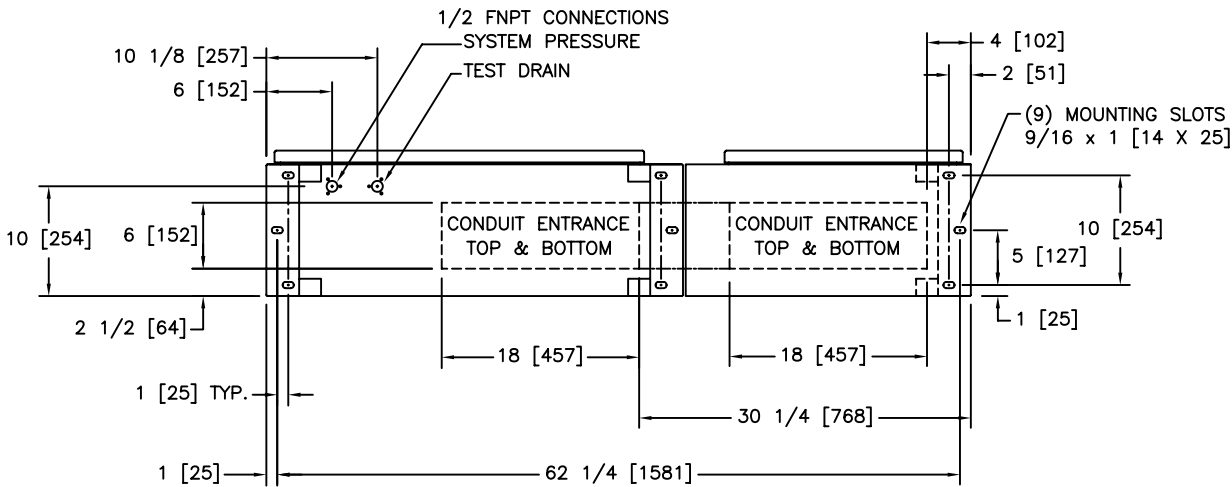 1/2 FNPT CONNECTIONS
SYSTEM PRESSURE
TEST DRAIN
10 1/8 [257]
6 [152]
4 [102]
2 [51]
(9) MOUNTING SLOTS
9/16 x 1 [14 X 25]
10 [254]
6 [152]
CONDUIT ENTRANCE
TOP & BOTTOM
CONDUIT ENTRANCE
TOP & BOTTOM
10 [254]
5 [127]
2 1/2 [64]
1 [25]
18 [457]
18 [457]
1 [25] TYP.
30 1/4 [768]
1 [25]
62 1/4 [1581]